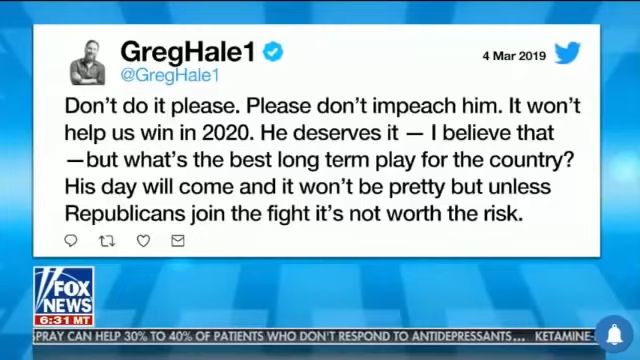 GregHale1
@GregHale1
4 Mar 2019
Don't do it please. Please don't impeach him. It won't
help us win in 2020. He deserves it — I believe that
—but what's the best long term play for the country?
His day will come and it won't be pretty but unless
Republicans join the fight it's not worth the risk.
FOX
NEWS
6:31 MT
SPRAY CAN HELP 30% TO 40% OF PATIENTS WHO DON'T RESPOND TO ANTIDEPRESSANTS... KETAMINE-